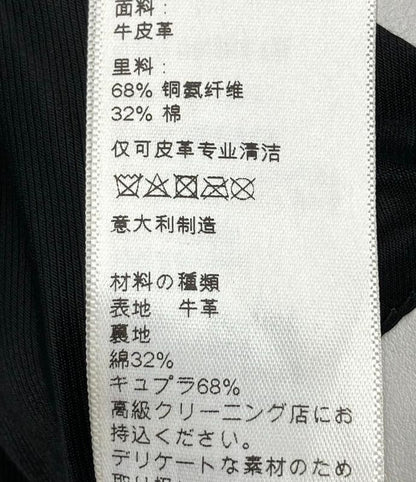 面料：
牛皮革
里料：
68% 铜氨纤维
32% 棉
仅可皮革专业清洁
意大利制造
材料の種類
表地 牛革
裏地
綿32%
キュプラ68%
高級クリーニング店にお
持込ください。
デリケートな素材のため